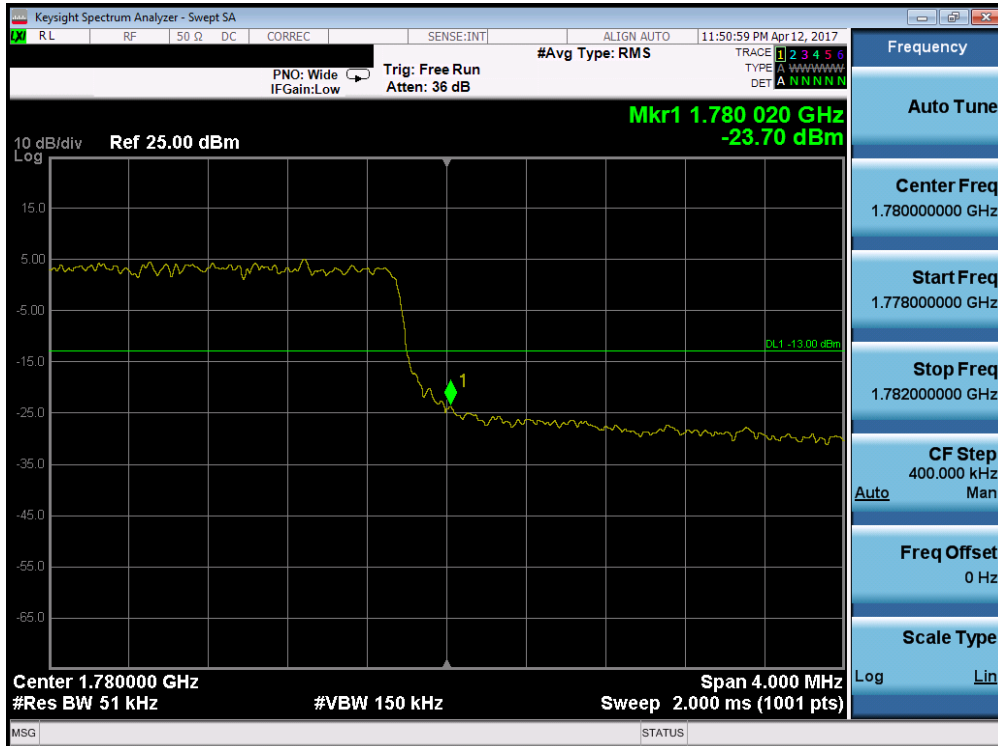 Keysight Spectrum Analyzer - Swept SA
LXI RL RF 50 Ω DC CORREC SENSE:INT ALIGN AUTO 11:50:59 PM Apr 12, 2017
#Avg Type: RMS
TRACE 1 2 3 4 5 6
TYPE A WWWWW
DET A N N N N N
PNO: Wide
IFGain:Low
Trig: Free Run
Atten: 36 dB
Mkr1 1.780 020 GHz
-23.70 dBm
10 dB/div Ref 25.00 dBm
Log
15.0
5.00
-5.00
-15.0
-25.0
-35.0
-45.0
-55.0
-65.0
DL1 -13.00 dBm
1
Center 1.780000 GHz Span 4.000 MHz
#Res BW 51 kHz #VBW 150 kHz Sweep 2.000 ms (1001 pts)
MSG STATUS
Frequency
Auto Tune
Center Freq
1.780000000 GHz
Start Freq
1.778000000 GHz
Stop Freq
1.782000000 GHz
CF Step
400.000 kHz
Auto Man
Freq Offset
0 Hz
Scale Type
Log Lin